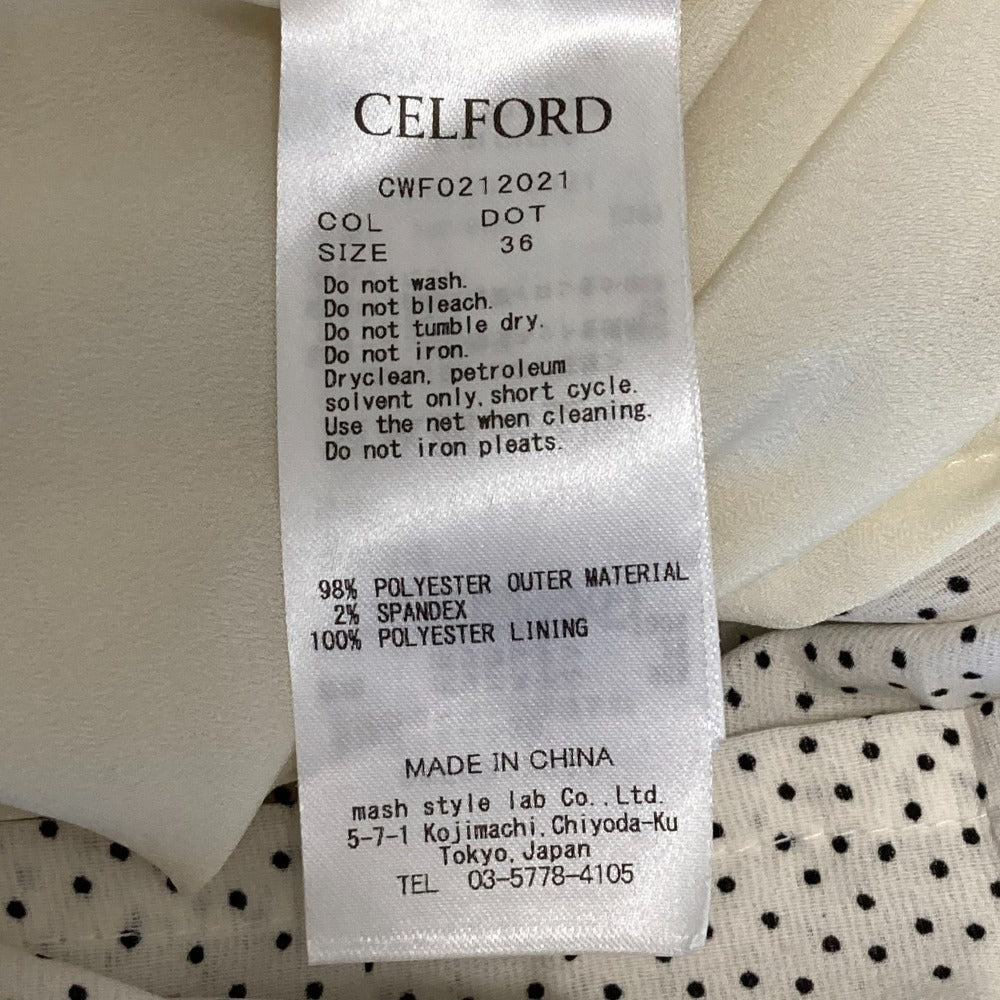 CELFORD
CWF0212021
COL DOT
SIZE 36
Do not wash.
Do not bleach.
Do not tumble dry.
Do not iron.
Dryclean, petroleum
solvent only, short cycle.
Use the net when cleaning.
Do not iron pleats.
98% POLYESTER OUTER MATERIAL
2% SPANDEX
100% POLYESTER LINING
MADE IN CHINA
mash style lab Co.,Ltd.
5-7-1 Kojimachi,Chiyoda-Ku
Tokyo,Japan
TEL 03-5778-4105